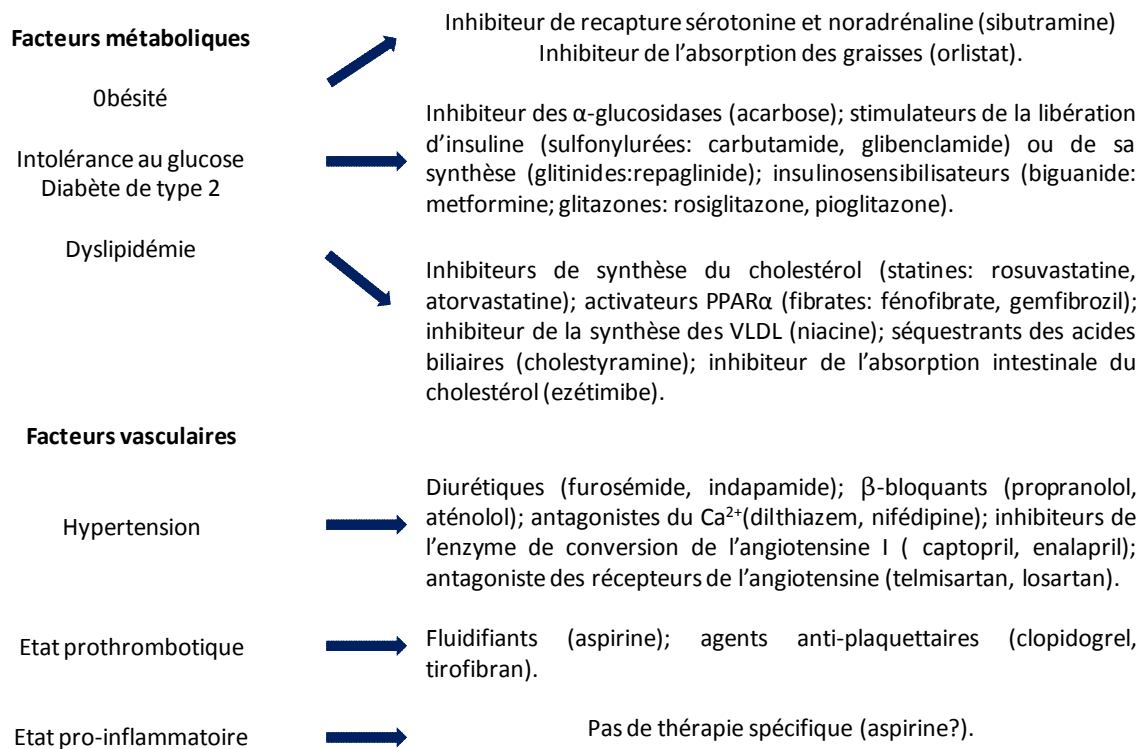 Facteurs métaboliques
Inhibiteur de recapture sérotonine et noradrénaline (sibutramine)
Inhibiteur de l'absorption des graisses (orlistat).
0bésité
Inhibiteur des α-glucosidases (acarbose); stimulateurs de la libération
d'insuline (sulfonylurées: carbutamide, glibenclamide) ou de sa
synthèse (glitinides:repaglinide); insulinosensibilisateurs (biguanide:
metformine; glitazones: rosiglitazone, pioglitazone).
Intolérance au glucose
Diabète de type 2
Dyslipidémie
Inhibiteurs de synthèse du cholestérol (statines: rosuvastatine,
atorvastatine); activateurs PPARα (fibrates: fénofibrate, gemfibrozil);
inhibiteur de la synthèse des VLDL (niacine); séquestrants des acides
biliaires (cholestyramine); inhibiteur de l'absorption intestinale du
cholestérol (ezétimibe).
Facteurs vasculaires
Hypertension
Diurétiques (furosémide, indapamide); β-bloquants (propranolol,
aténolol); antagonistes du Ca²⁺(dilthiazem, nifédipine); inhibiteurs de
l'enzyme de conversion de l'angiotensine I ( captopril, enalapril);
antagoniste des récepteurs de l'angiotensine (telmisartan, losartan).
Etat prothrombotique
Fluidifiants (aspirine); agents anti-plaquettaires (clopidogrel,
tirofibran).
Etat pro-inflammatoire
Pas de thérapie spécifique (aspirine?).